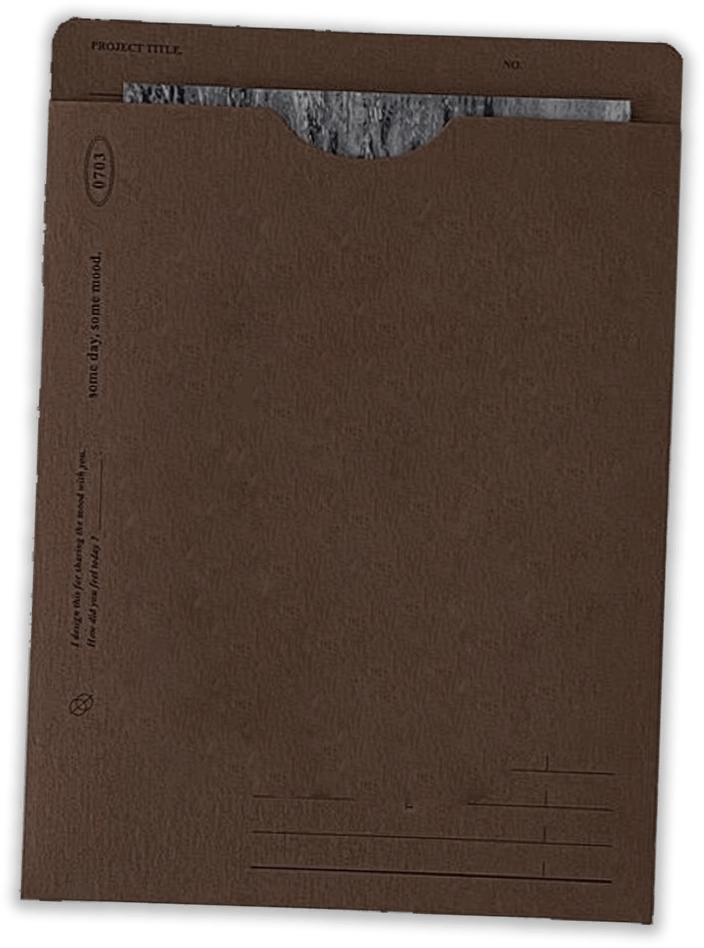 PROJECT TITLE.
NO.
0703
some day, some mood.
I design this for sharing the mood with you.
How did you feel today ?